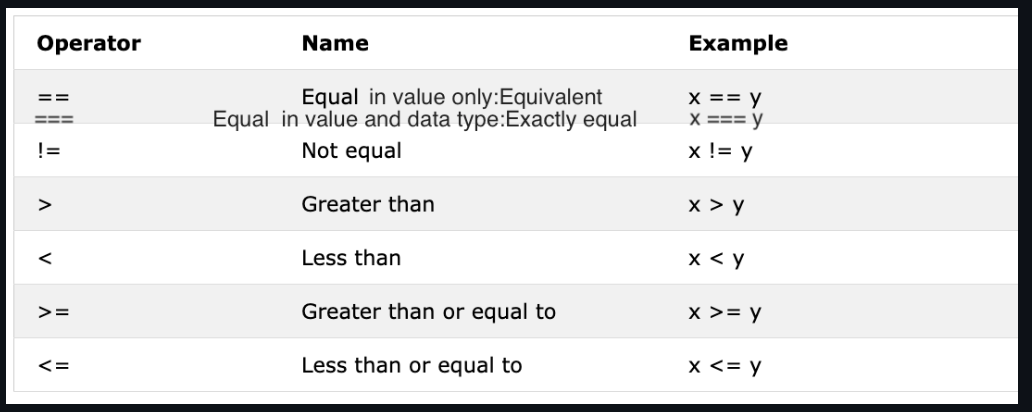 Operator Name Example
== Equal in value only:Equivalent x == y
=== Equal in value and data type:Exactly equal x === y
!= Not equal x != y
> Greater than x > y
< Less than x < y
>= Greater than or equal to x >= y
<= Less than or equal to x <= y